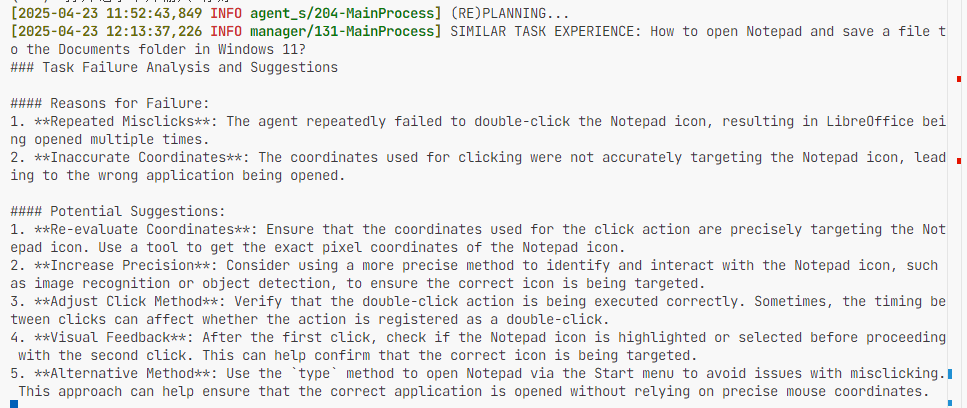 [2025-04-23 11:52:43,849 INFO agent_s/204-MainProcess] (RE)PLANNING...
[2025-04-23 12:13:37,226 INFO manager/131-MainProcess] SIMILAR TASK EXPERIENCE: How to open Notepad and save a file t
o the Documents folder in Windows 11?
### Task Failure Analysis and Suggestions
#### Reasons for Failure:
1. **Repeated Misclicks**: The agent repeatedly failed to double-click the Notepad icon, resulting in LibreOffice bei
ng opened multiple times.
2. **Inaccurate Coordinates**: The coordinates used for clicking were not accurately targeting the Notepad icon, lead
ing to the wrong application being opened.
#### Potential Suggestions:
1. **Re-evaluate Coordinates**: Ensure that the coordinates used for the click action are precisely targeting the Not
epad icon. Use a tool to get the exact pixel coordinates of the Notepad icon.
2. **Increase Precision**: Consider using a more precise method to identify and interact with the Notepad icon, such
as image recognition or object detection, to ensure the correct icon is being targeted.
3. **Adjust Click Method**: Verify that the double-click action is being executed correctly. Sometimes, the timing be
tween clicks can affect whether the action is registered as a double-click.
4. **Visual Feedback**: After the first click, check if the Notepad icon is highlighted or selected before proceeding
with the second click. This can help confirm that the correct icon is being targeted.
5. **Alternative Method**: Use the `type` method to open Notepad via the Start menu to avoid issues with misclicking.
This approach can help ensure that the correct application is opened without relying on precise mouse coordinates.